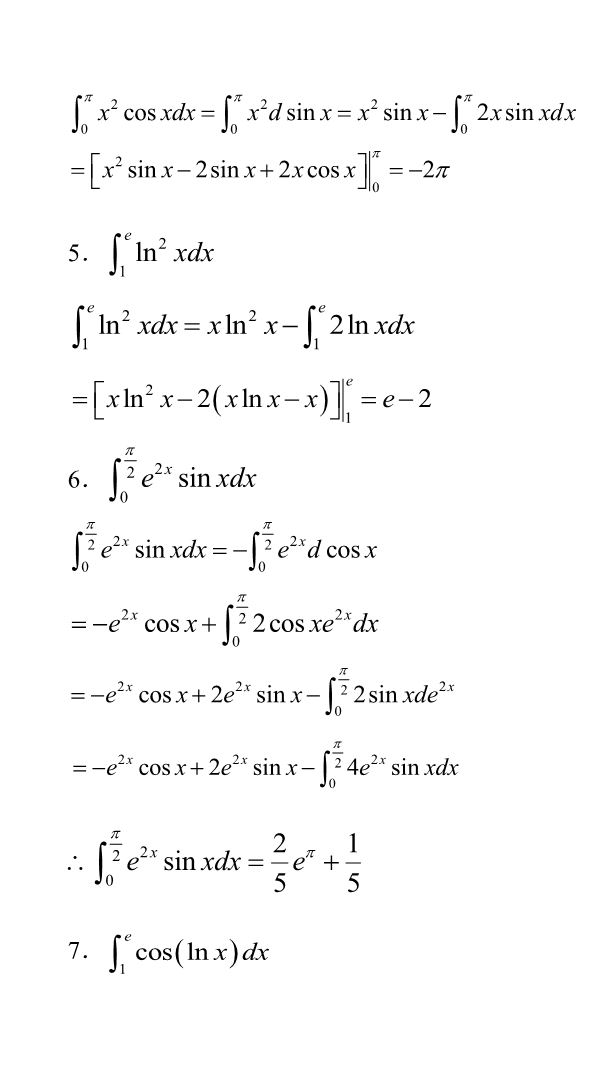 ∫₀^π x² cos xdx = ∫₀^π x²d sin x = x² sin x − ∫₀^π 2x sin xdx
= [x² sin x − 2 sin x + 2x cos x]|₀^π = −2π
5. ∫₁^e ln² xdx
∫₁^e ln² xdx = x ln² x − ∫₁^e 2 ln xdx
= [x ln² x − 2(x ln x − x)]|₁^e = e − 2
6. ∫₀^(π/2) e^(2x) sin xdx
∫₀^(π/2) e^(2x) sin xdx = −∫₀^(π/2) e^(2x)d cos x
= −e^(2x) cos x + ∫₀^(π/2) 2 cos xe^(2x)dx
= −e^(2x) cos x + 2e^(2x) sin x − ∫₀^(π/2) 2 sin xde^(2x)
= −e^(2x) cos x + 2e^(2x) sin x − ∫₀^(π/2) 4e^(2x) sin xdx
∴ ∫₀^(π/2) e^(2x) sin xdx = 2/5 e^π + 1/5
7. ∫₁^e cos(ln x)dx